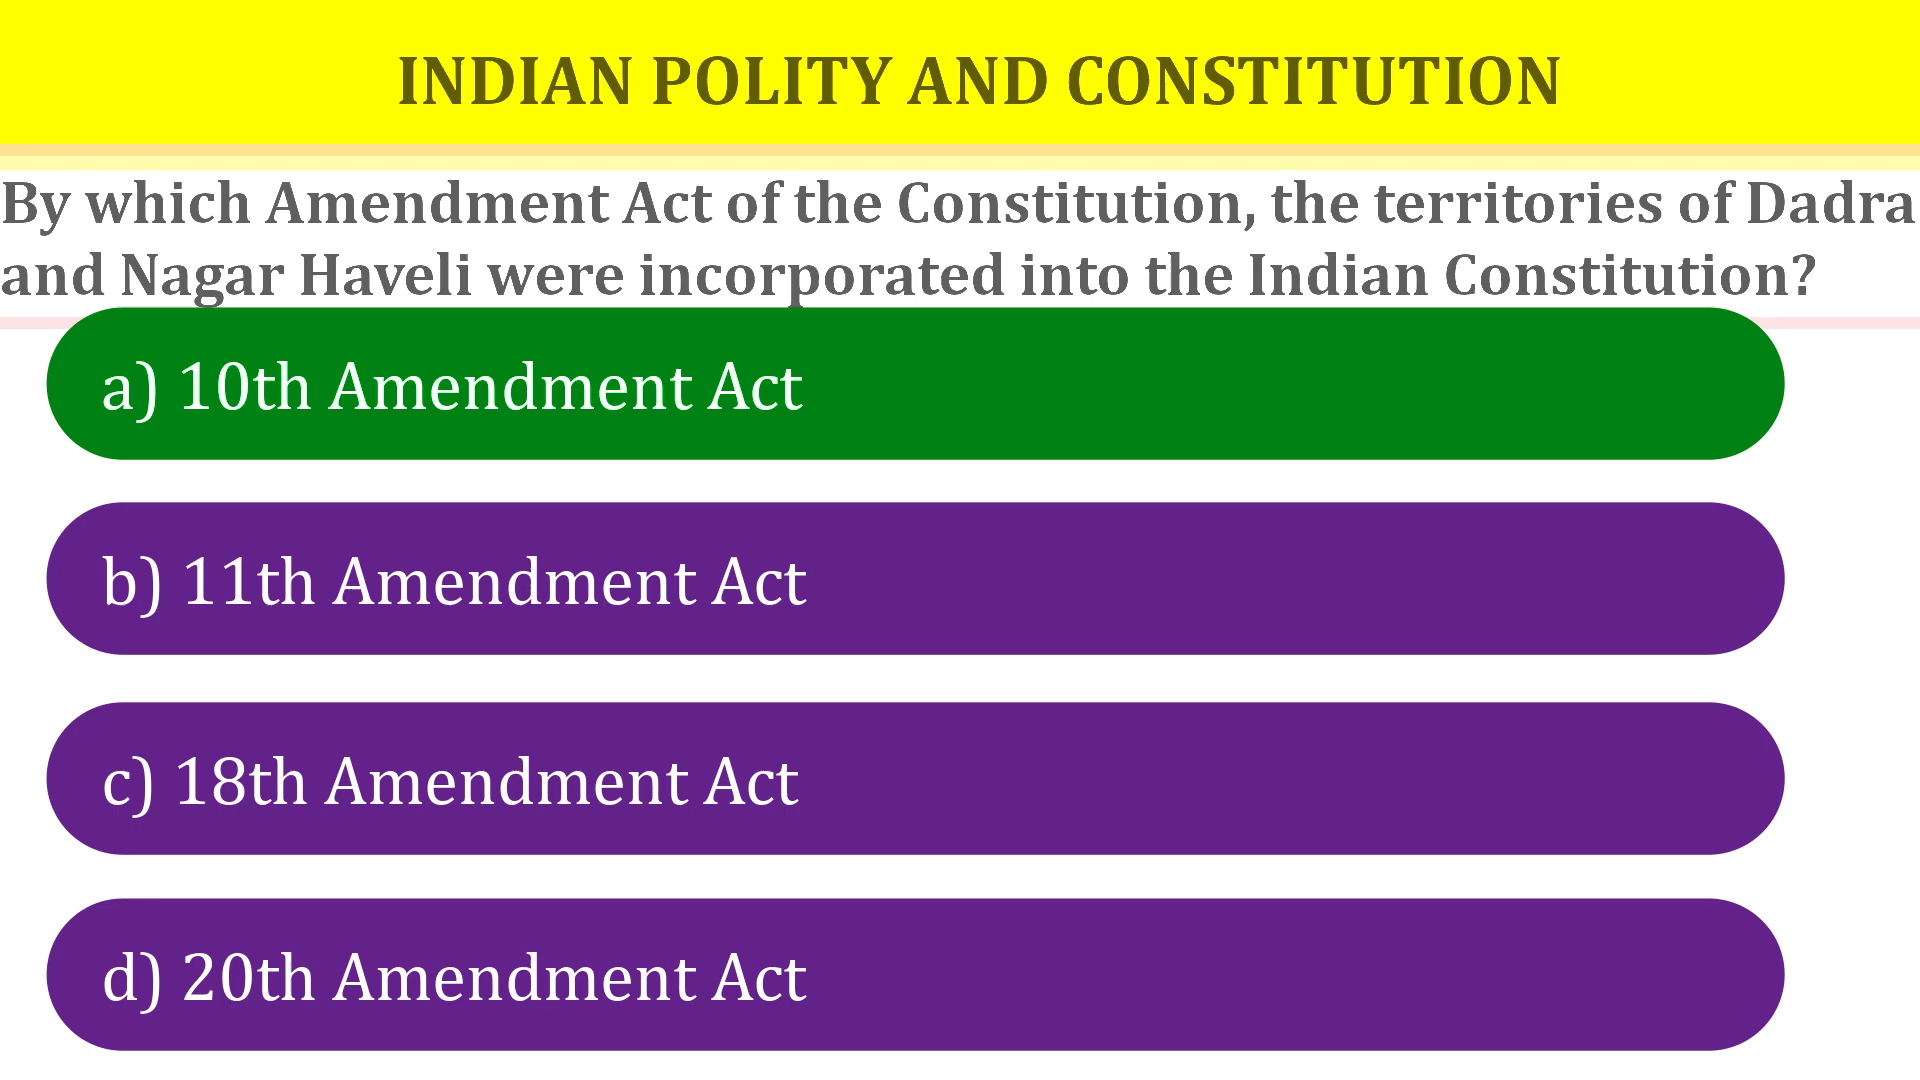 INDIAN POLITY AND CONSTITUTION
By which Amendment Act of the Constitution, the territories of Dadra
and Nagar Haveli were incorporated into the Indian Constitution?
a) 10th Amendment Act
b) 11th Amendment Act
c) 18th Amendment Act
d) 20th Amendment Act